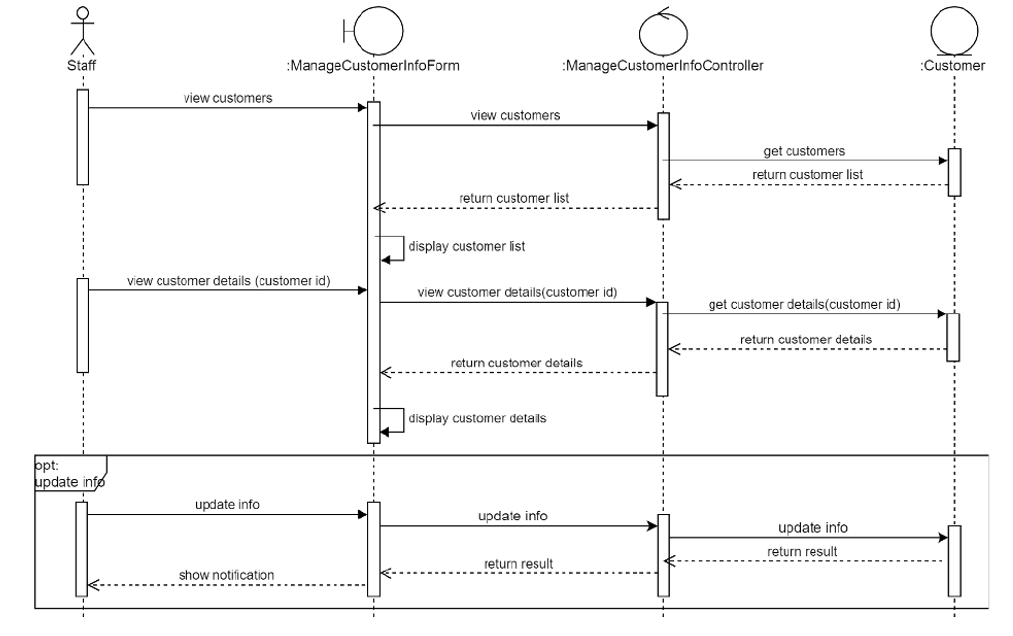 Staff
:ManageCustomerInfoForm
:ManageCustomerInfoController
:Customer
view customers
view customers
get customers
return customer list
return customer list
display customer list
view customer details (customer id)
view customer details(customer id)
get customer details(customer id)
return customer details
return customer details
display customer details
opt:
update info
update info
update info
update info
return result
return result
show notification